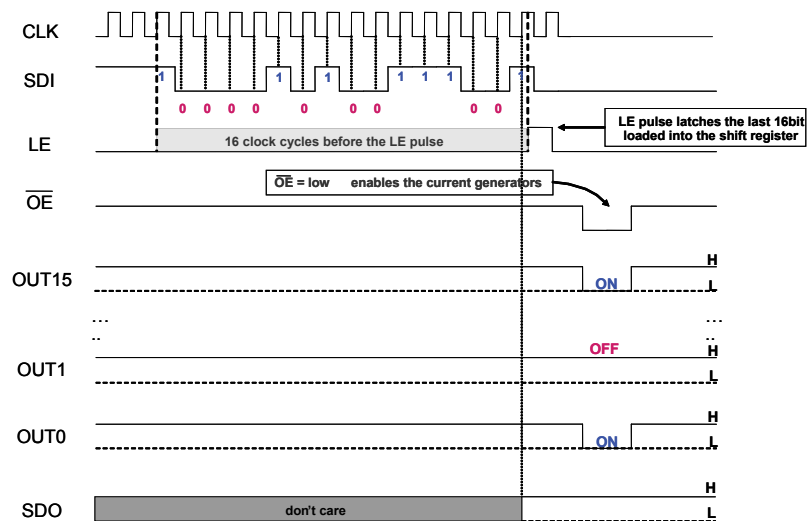 CLK
SDI
1 1 1 1 1 1 1
0 0 0 0 0 0 0 0 0
LE pulse latches the last 16bit
loaded into the shift register
LE
16 clock cycles before the LE pulse
OE = low enables the current generators
OE
H
OUT15
ON
L
... ...
.. ..
OFF
H
OUT1
L
H
OUT0
ON
L
H
SDO
don't care
L